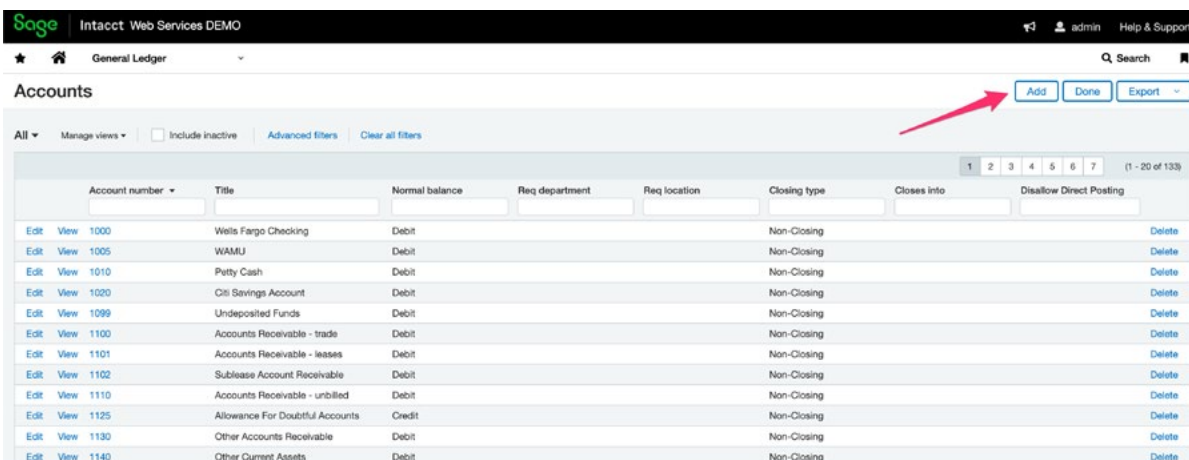 Sage Intacct Web Services DEMO admin Help & Support
General Ledger Search
Accounts Add Done Export
All Manage views Include inactive Advanced filters Clear all filters
1 2 3 4 5 6 7 (1 - 20 of 133)
Account number Title Normal balance Req department Req location Closing type Closes into Disallow Direct Posting
Edit View 1000 Wells Fargo Checking Debit Non-Closing Delete
Edit View 1005 WAMU Debit Non-Closing Delete
Edit View 1010 Petty Cash Debit Non-Closing Delete
Edit View 1020 Citi Savings Account Debit Non-Closing Delete
Edit View 1099 Undeposited Funds Debit Non-Closing Delete
Edit View 1100 Accounts Receivable - trade Debit Non-Closing Delete
Edit View 1101 Accounts Receivable - leases Debit Non-Closing Delete
Edit View 1102 Sublease Account Receivable Debit Non-Closing Delete
Edit View 1110 Accounts Receivable - unbilled Debit Non-Closing Delete
Edit View 1125 Allowance For Doubtful Accounts Credit Non-Closing Delete
Edit View 1130 Other Accounts Receivable Debit Non-Closing Delete
Edit View 1140 Other Current Assets Debit Non-Closing Delete